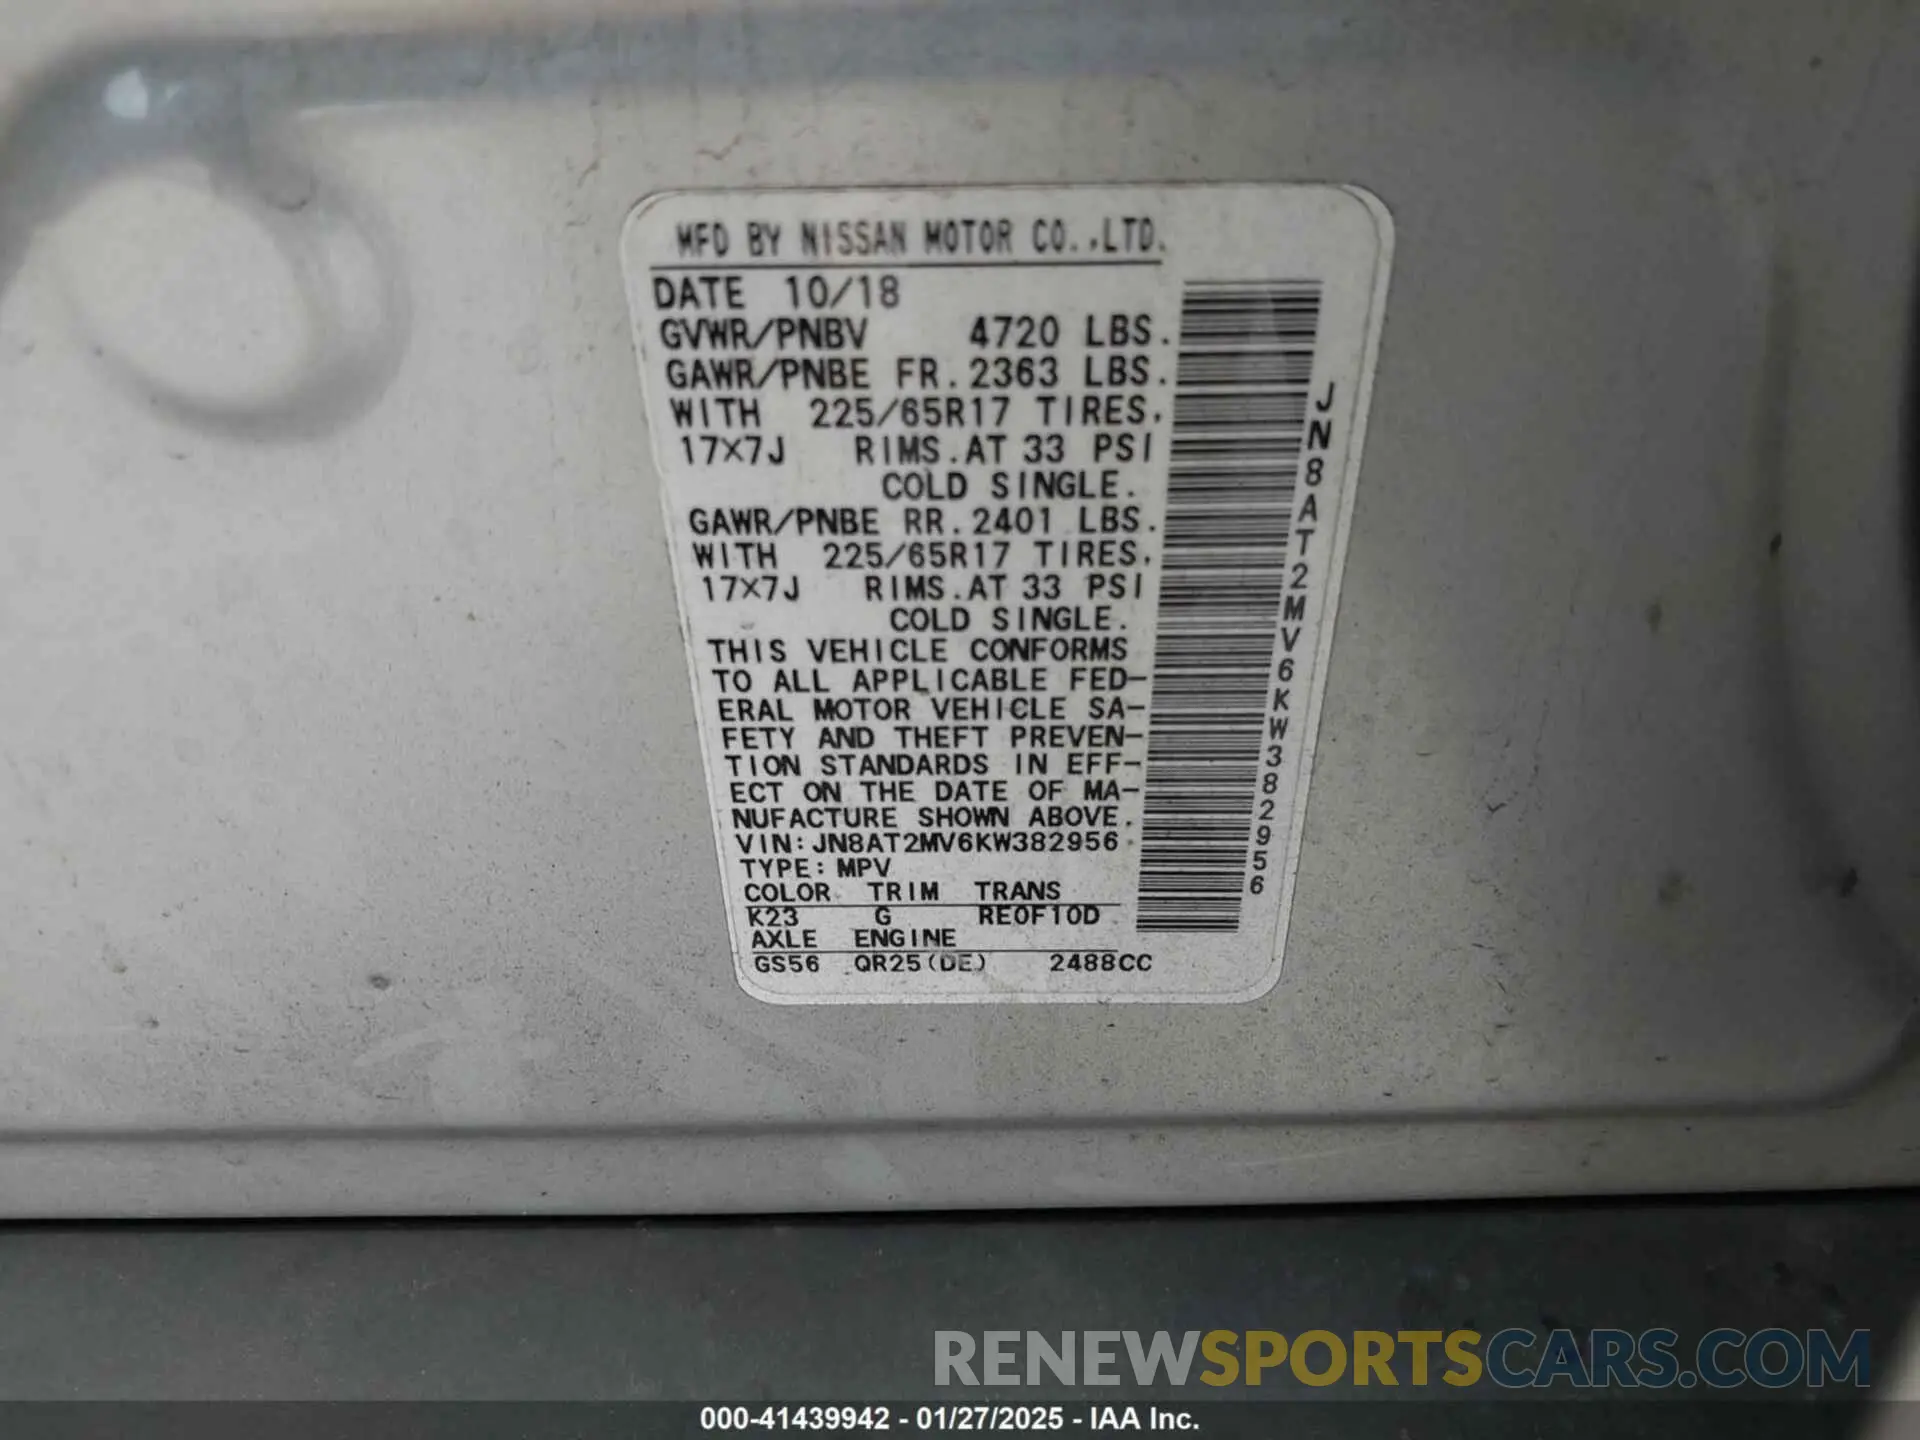 MFD BY NISSAN MOTOR CO.,LTD.
DATE 10/18
GVWR/PNBV 4720 LBS.
GAWR/PNBE FR. 2363 LBS.
WITH 225/65R17 TIRES.
17×7J RIMS. AT 33 PSI
COLD SINGLE.
GAWR/PNBE RR. 2401 LBS.
WITH 225/65R17 TIRES.
17×7J RIMS. AT 33 PSI
COLD SINGLE.
THIS VEHICLE CONFORMS
TO ALL APPLICABLE FED-
ERAL MOTOR VEHICLE SA-
FETY AND THEFT PREVEN-
TION STANDARDS IN EFF-
ECT ON THE DATE OF MA-
NUFACTURE SHOWN ABOVE.
VIN: JN8AT2MV6KW382956
TYPE: MPV
COLOR TRIM TRANS
K23 G RE0F10D
AXLE ENGINE
GS56 QR25(DE) 2488CC
JN8AT2MV6KW382956
RENEWSPORTSCARS.COM
000-41439942 - 01/27/2025 - IAA Inc.